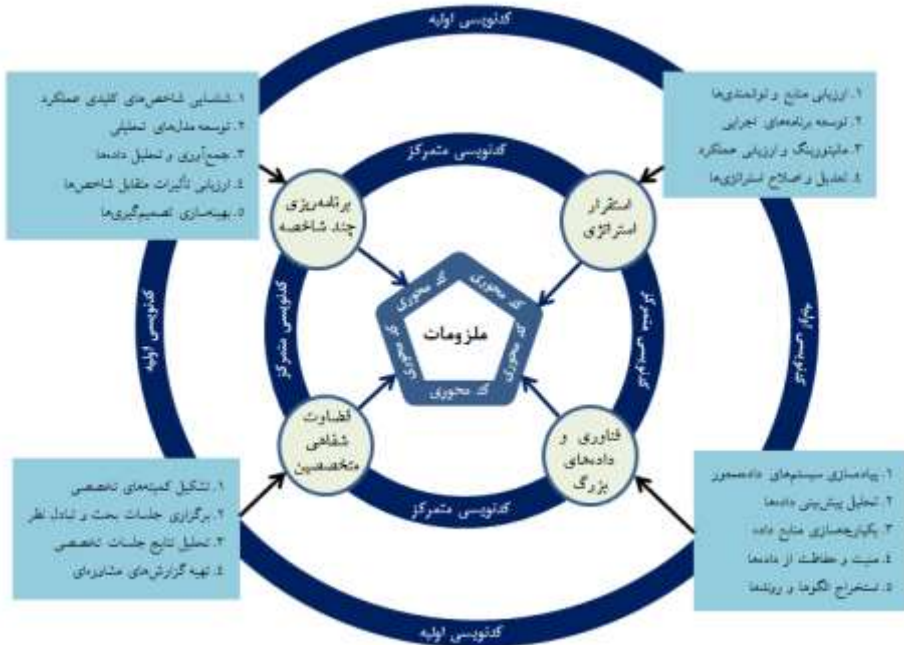 کدنویسی اولیه
۱. ارزیابی منابع و توانمندی‌ها
۲. توسعه برنامه‌های اجرایی
۳. مانیتورینگ و ارزیابی عملکرد
٤. تعدیل و اصلاح استراتژی‌ها
۱. شناسایی شاخص‌های کلیدی عملکرد
۲. توسعه مدل‌های تحلیلی
۳. جمع‌آوری و تحلیل داده‌ها
٤. ارزیابی تأثیرات متقابل شاخص‌ها
۵. بهینه‌سازی تصمیم‌گیری‌ها
کدنویسی متمرکز
استقرار
استراتژی
برنامه‌ریزی
چند شاخصه
کدنویسی اولیه
کدنویسی متمرکز
کد محوری
کد محوری
کد محوری
کد محوری
کد محوری
ملزومات
کدنویسی متمرکز
کدنویسی اولیه
فناوری و
داده‌های
بزرگ
قضاوت
شفاهی
متخصصین
کدنویسی متمرکز
۱. پیاده‌سازی سیستم‌های داده‌محور
۲. تحلیل پیش‌بینی داده‌ها
۳. یکپارچه‌سازی منابع داده
٤. منیت و حفاظت از داده‌ها
۵. استخراج الگوها و روندها
۱. تشکیل کمیته‌های تخصصی
۲. برگزاری جلسات بحث و تبادل نظر
۳. تحلیل نتایج جلسات تخصصی
٤. تهیه گزارش‌های مشاوره‌ای
کدنویسی اولیه